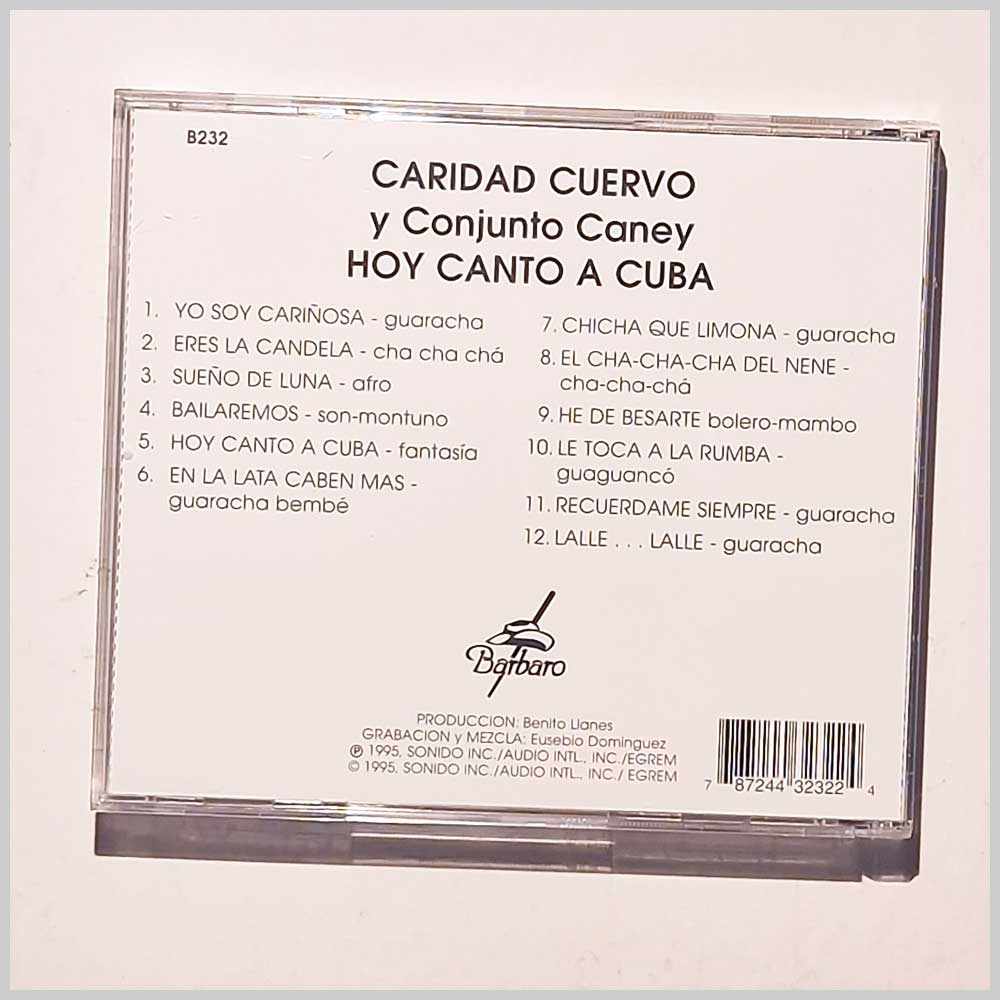 B232
CARIDAD CUERVO
y Conjunto Caney
HOY CANTO A CUBA
1. YO SOY CARIÑOSA - guaracha
2. ERES LA CANDELA - cha cha chá
3. SUEÑO DE LUNA - afro
4. BAILAREMOS - son-montuno
5. HOY CANTO A CUBA - fantasía
6. EN LA LATA CABEN MAS -
guaracha bembé
7. CHICHA QUE LIMONA - guaracha
8. EL CHA-CHA-CHA DEL NENE -
cha-cha-chá
9. HE DE BESARTE bolero-mambo
10. LE TOCA A LA RUMBA -
guaguancó
11. RECUERDAME SIEMPRE - guaracha
12. LALLE . . . LALLE - guaracha
Bárbaro
PRODUCCION: Benito Llanes
GRABACION y MEZCLA: Eusebio Dominguez
℗ 1995, SONIDO INC./AUDIO INTL., INC./EGREM
© 1995, SONIDO INC./AUDIO INTL., INC./ EGREM
7 87244 32322 4